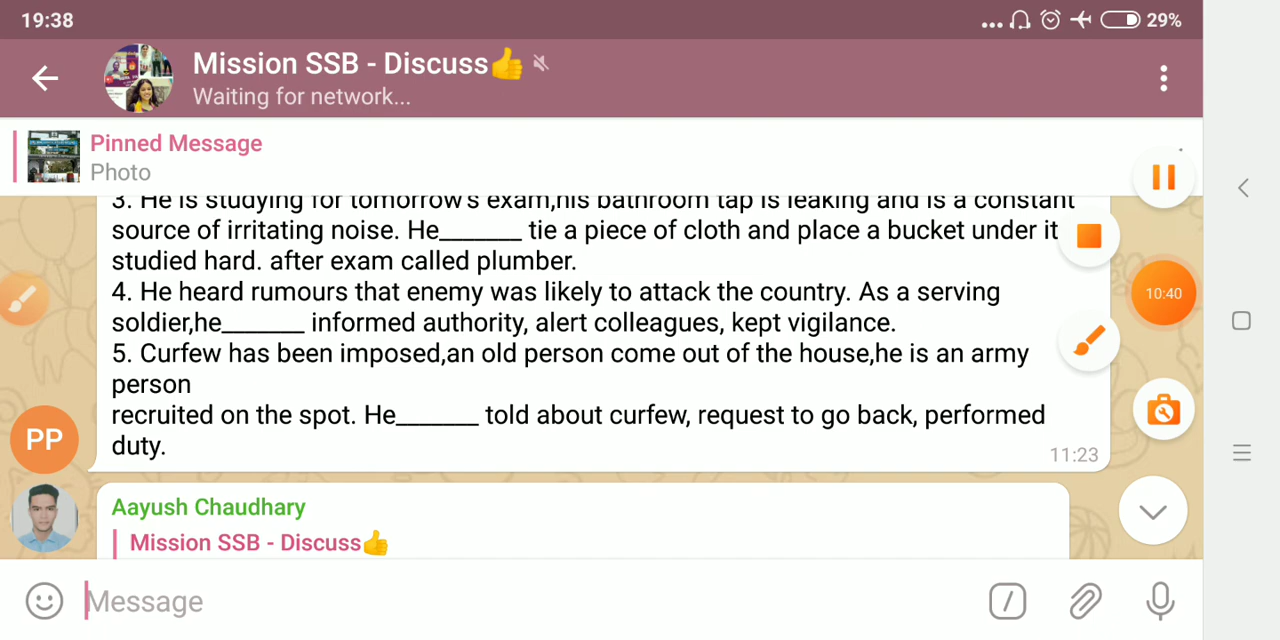 19:38
29%
Mission SSB - Discuss👍
Waiting for network...
Pinned Message
Photo
3. He is studying for tomorrow's exam,his bathroom tap is leaking and is a constant
source of irritating noise. He_______ tie a piece of cloth and place a bucket under it
studied hard. after exam called plumber.
4. He heard rumours that enemy was likely to attack the country. As a serving
soldier,he_______ informed authority, alert colleagues, kept vigilance.
5. Curfew has been imposed,an old person come out of the house,he is an army
person
recruited on the spot. He_______ told about curfew, request to go back, performed
duty.
11:23
10:40
PP
Aayush Chaudhary
Mission SSB - Discuss👍
Message